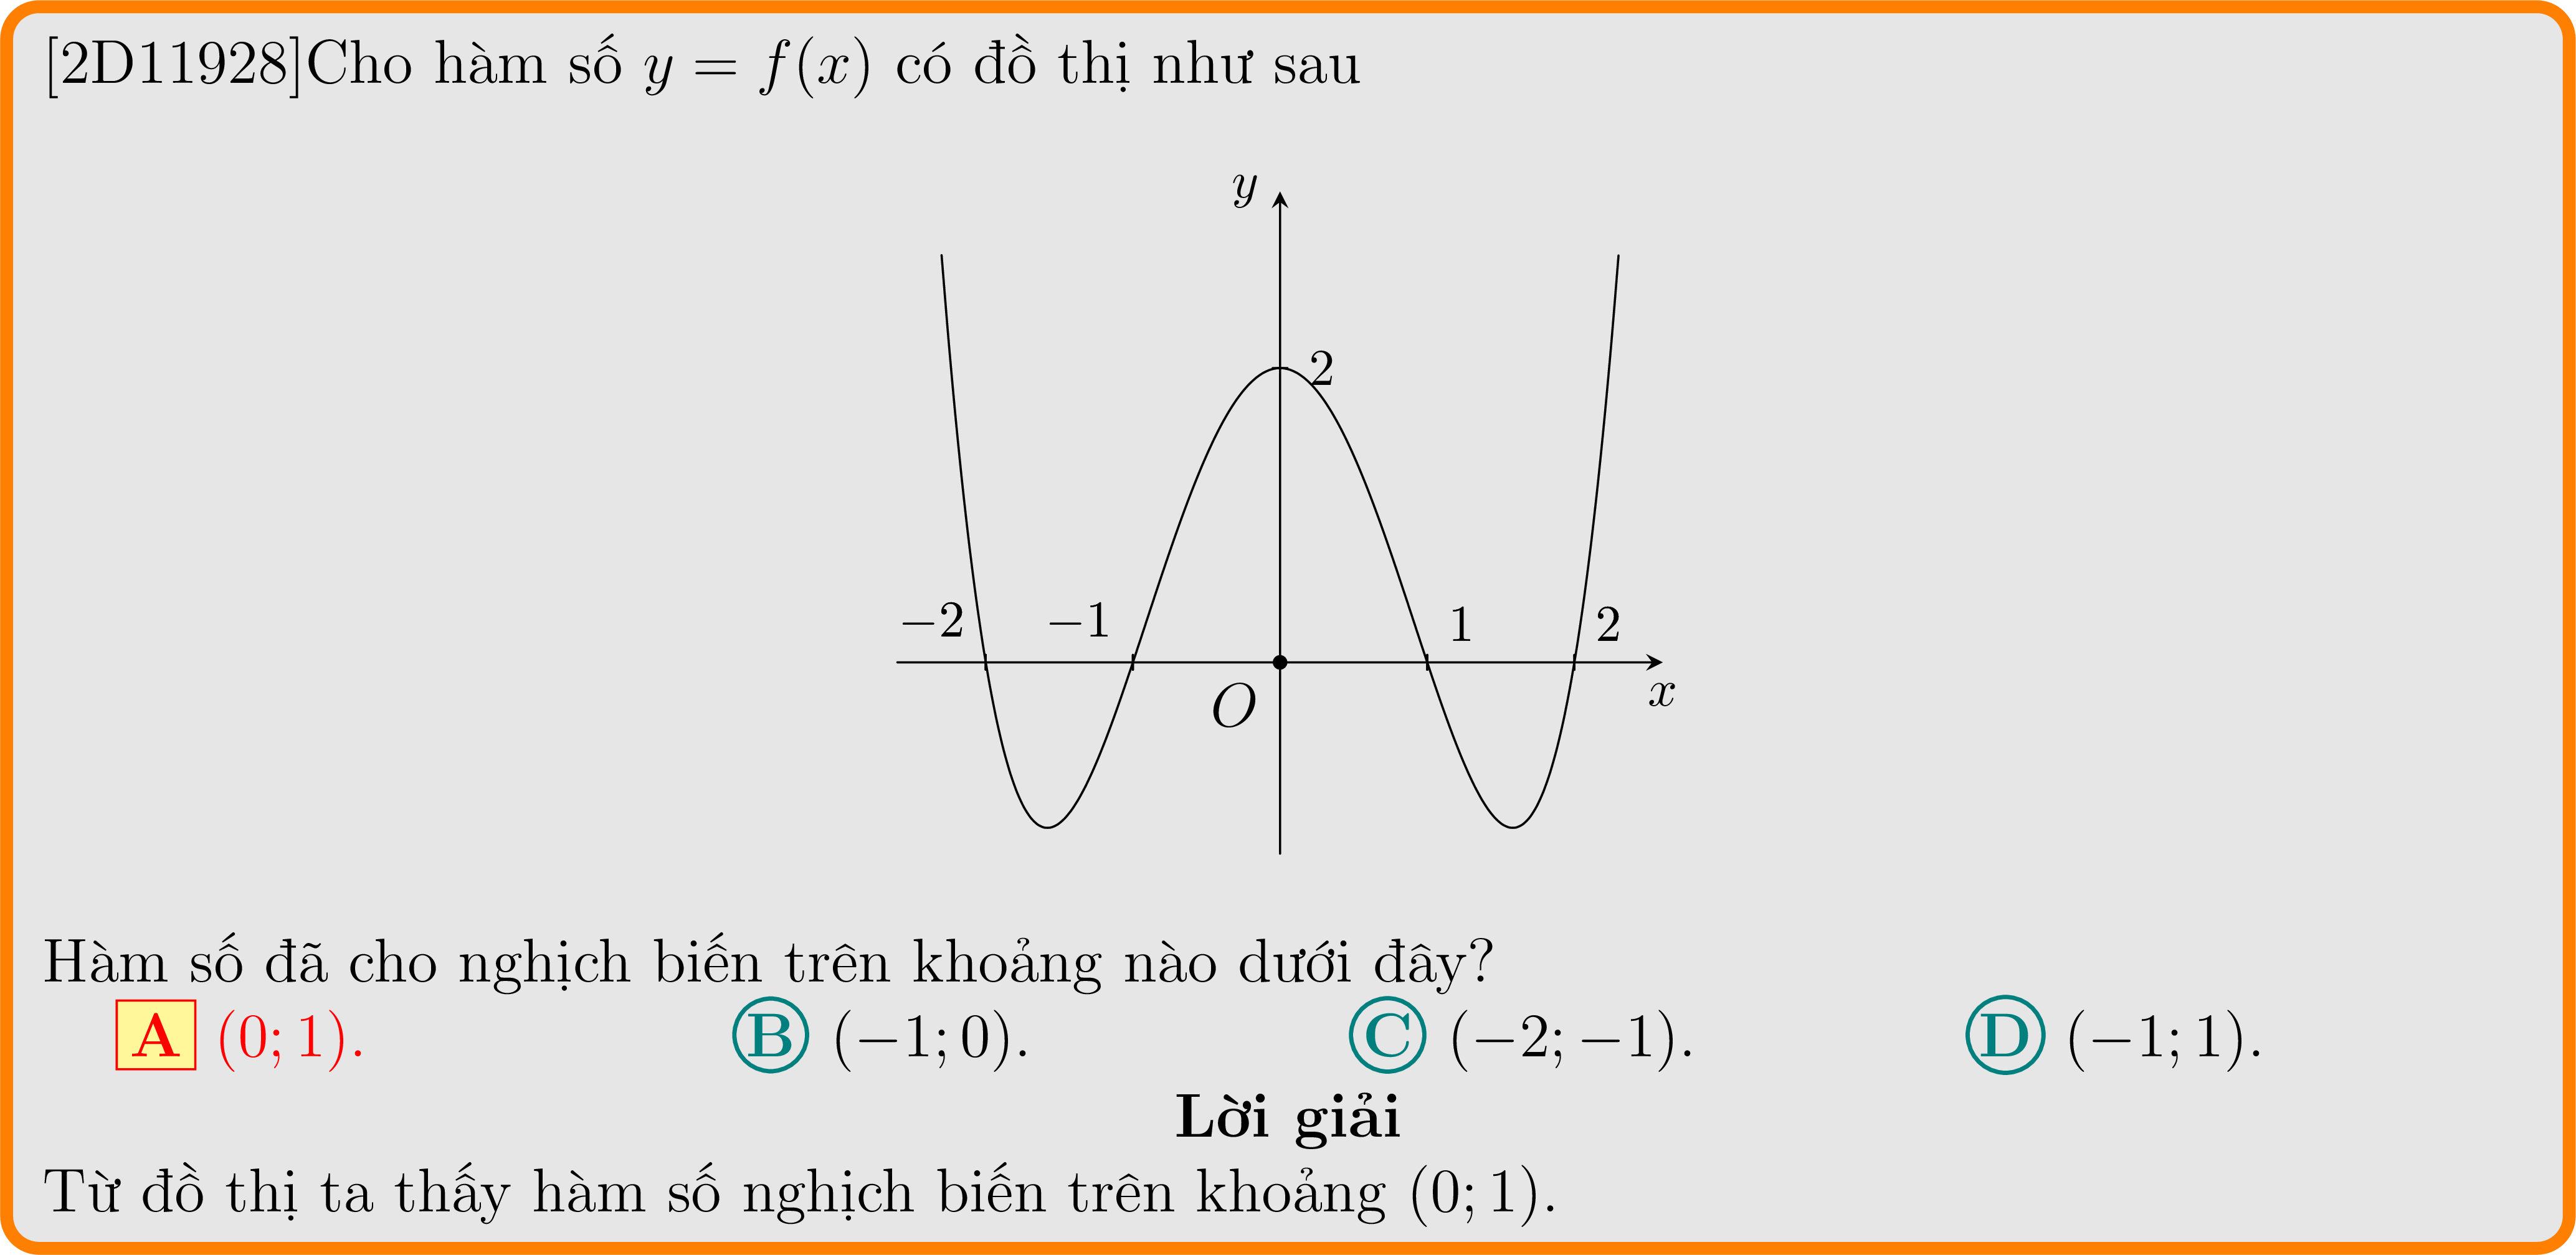 [2D11928]Cho hàm số y = f(x) có đồ thị như sau
y
2
−2 −1 1 2
O x
Hàm số đã cho nghịch biến trên khoảng nào dưới đây?
A (0; 1). B (−1; 0). C (−2; −1). D (−1; 1).
Lời giải
Từ đồ thị ta thấy hàm số nghịch biến trên khoảng (0; 1).